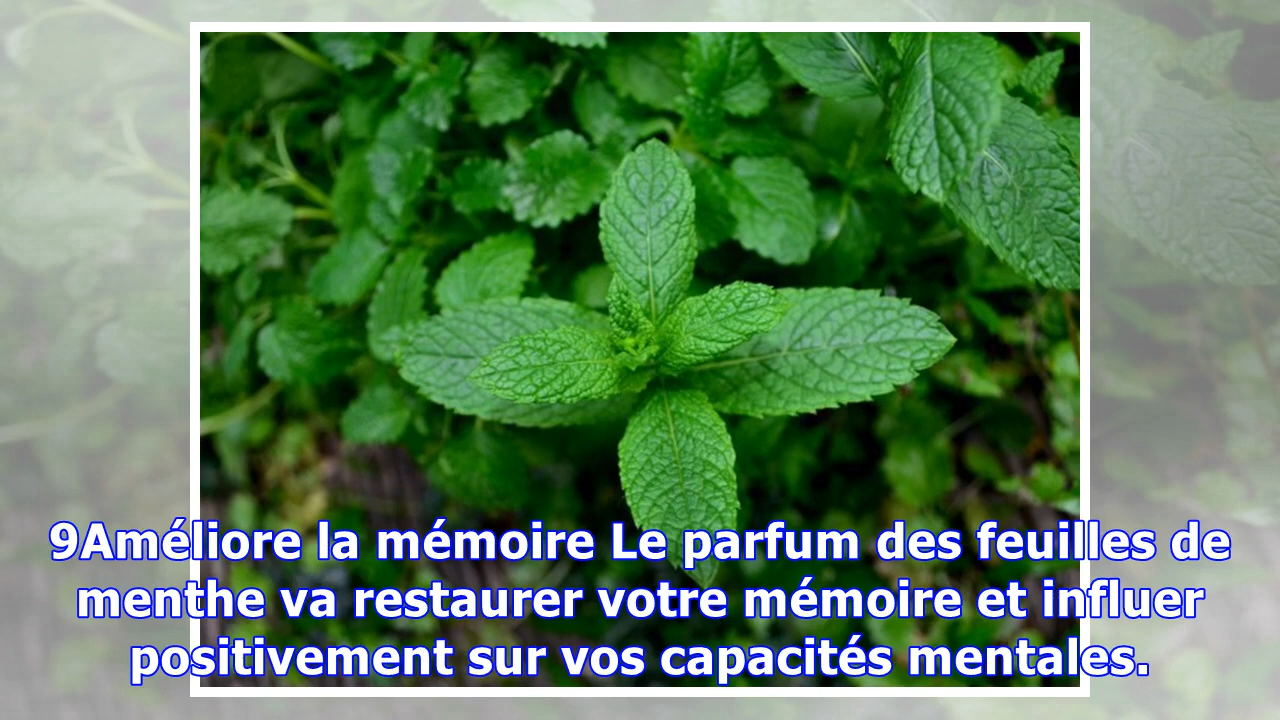 9Améliore la mémoire Le parfum des feuilles de
menthe va restaurer votre mémoire et influer
positivement sur vos capacités mentales.